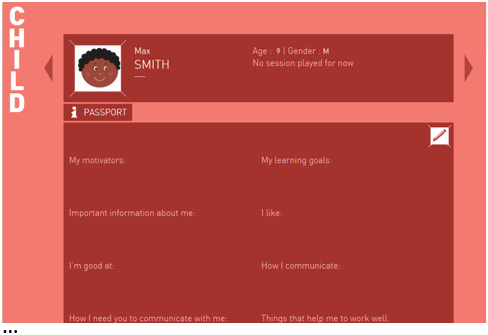 CHILD
Max
SMITH
Age : 9 | Gender : M
No session played for now
i PASSPORT
My motivators:
My learning goals:
Important information about me:
I like:
I'm good at:
How I communicate:
How I need you to communicate with me:
Things that help me to work well:
...